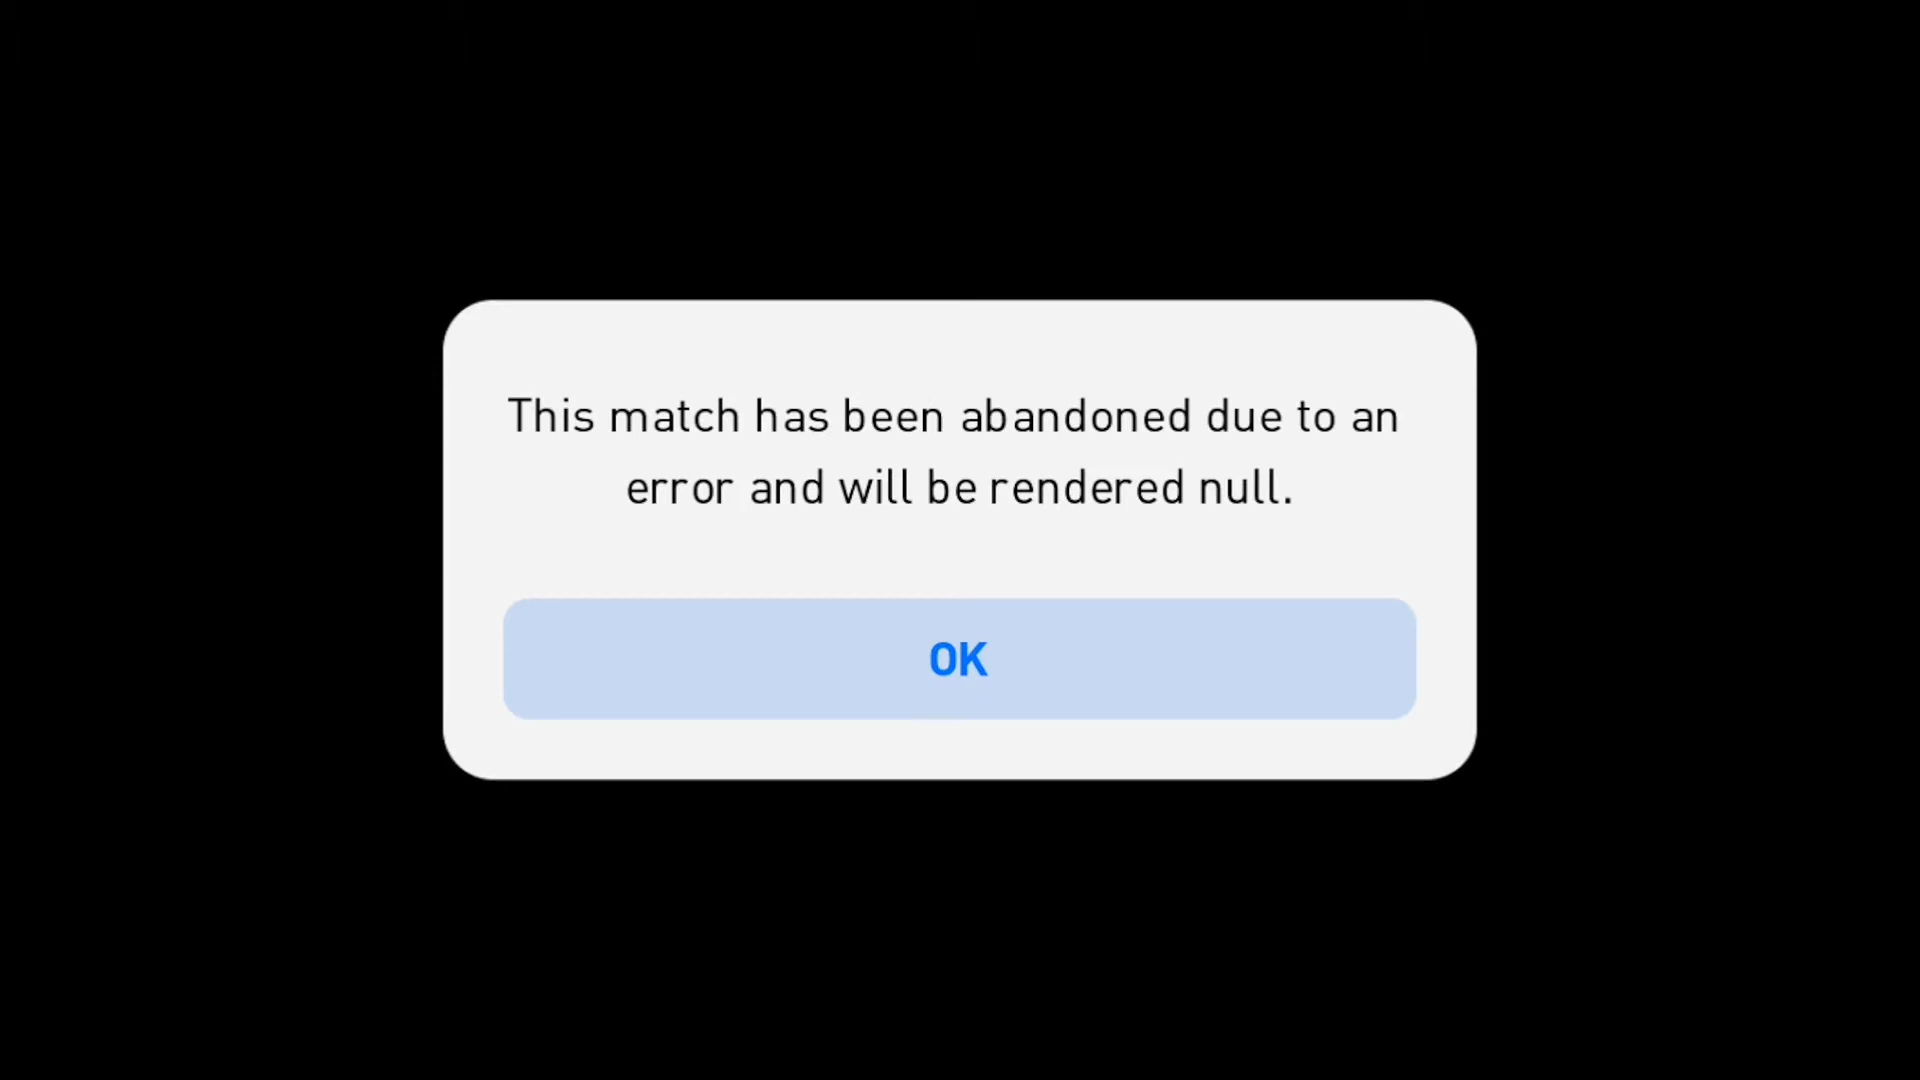 This match has been abandoned due to an
error and will be rendered null.
OK